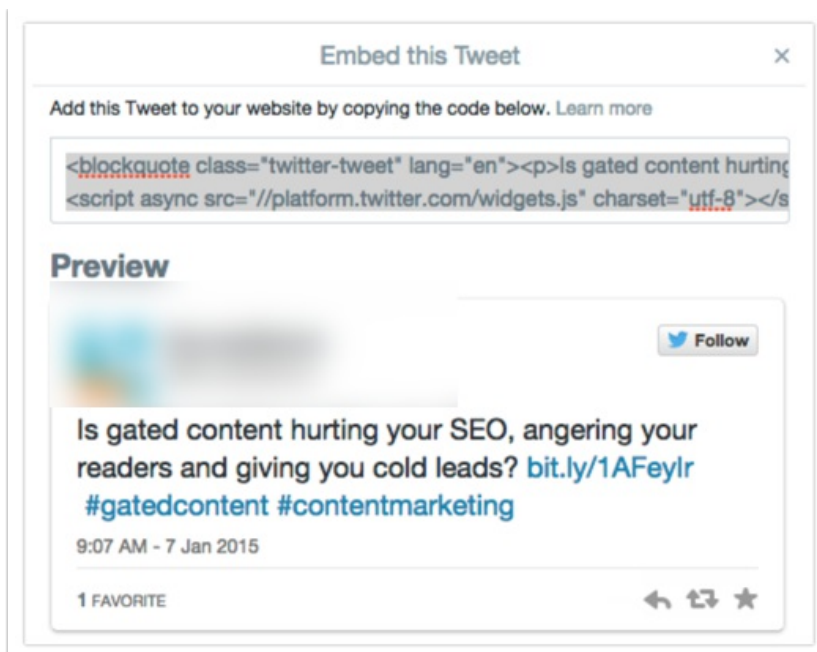 Embed this Tweet ×
Add this Tweet to your website by copying the code below. Learn more
<blockquote class="twitter-tweet" lang="en"><p>Is gated content hurting
<script async src="//platform.twitter.com/widgets.js" charset="utf-8"></s
Preview
Follow
Is gated content hurting your SEO, angering your
readers and giving you cold leads? bit.ly/1AFeylr
#gatedcontent #contentmarketing
9:07 AM - 7 Jan 2015
1 FAVORITE